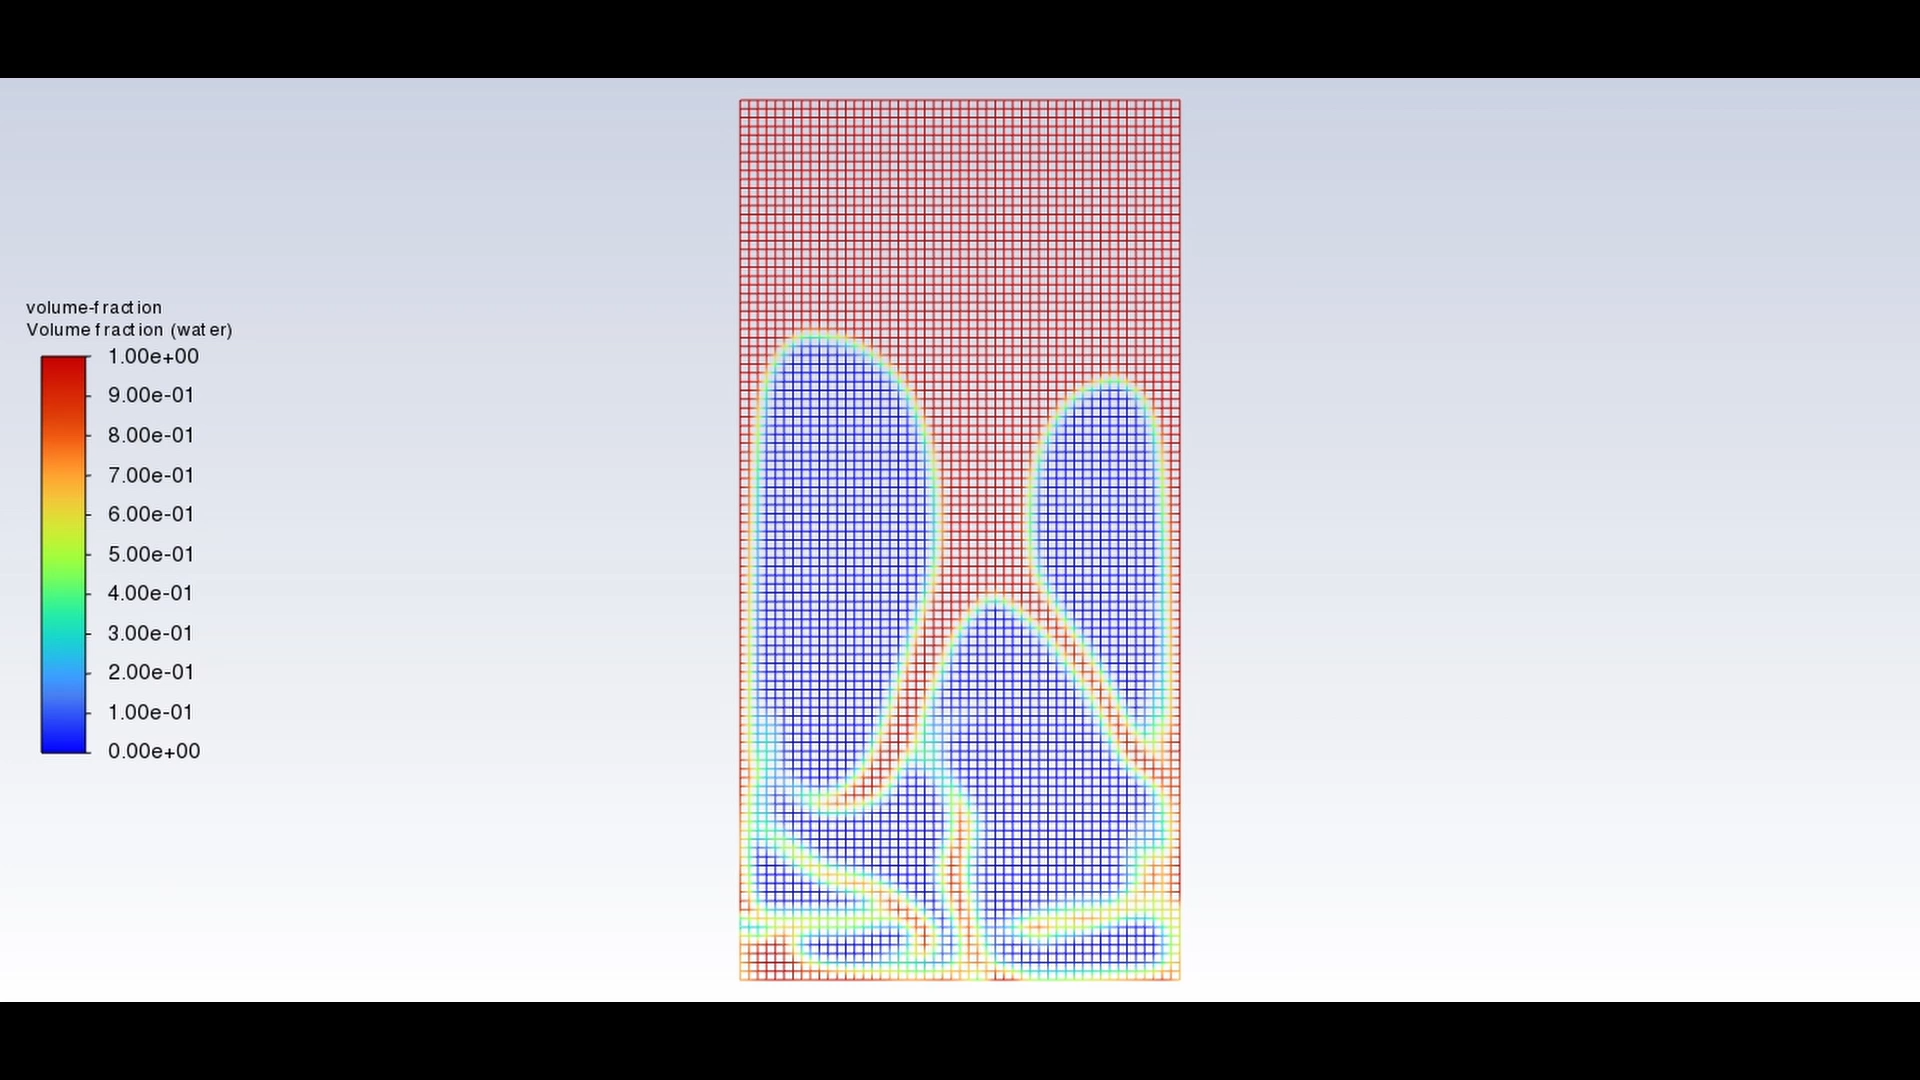 volume-fraction
Volume fraction (water)
1.00e+00
9.00e-01
8.00e-01
7.00e-01
6.00e-01
5.00e-01
4.00e-01
3.00e-01
2.00e-01
1.00e-01
0.00e+00